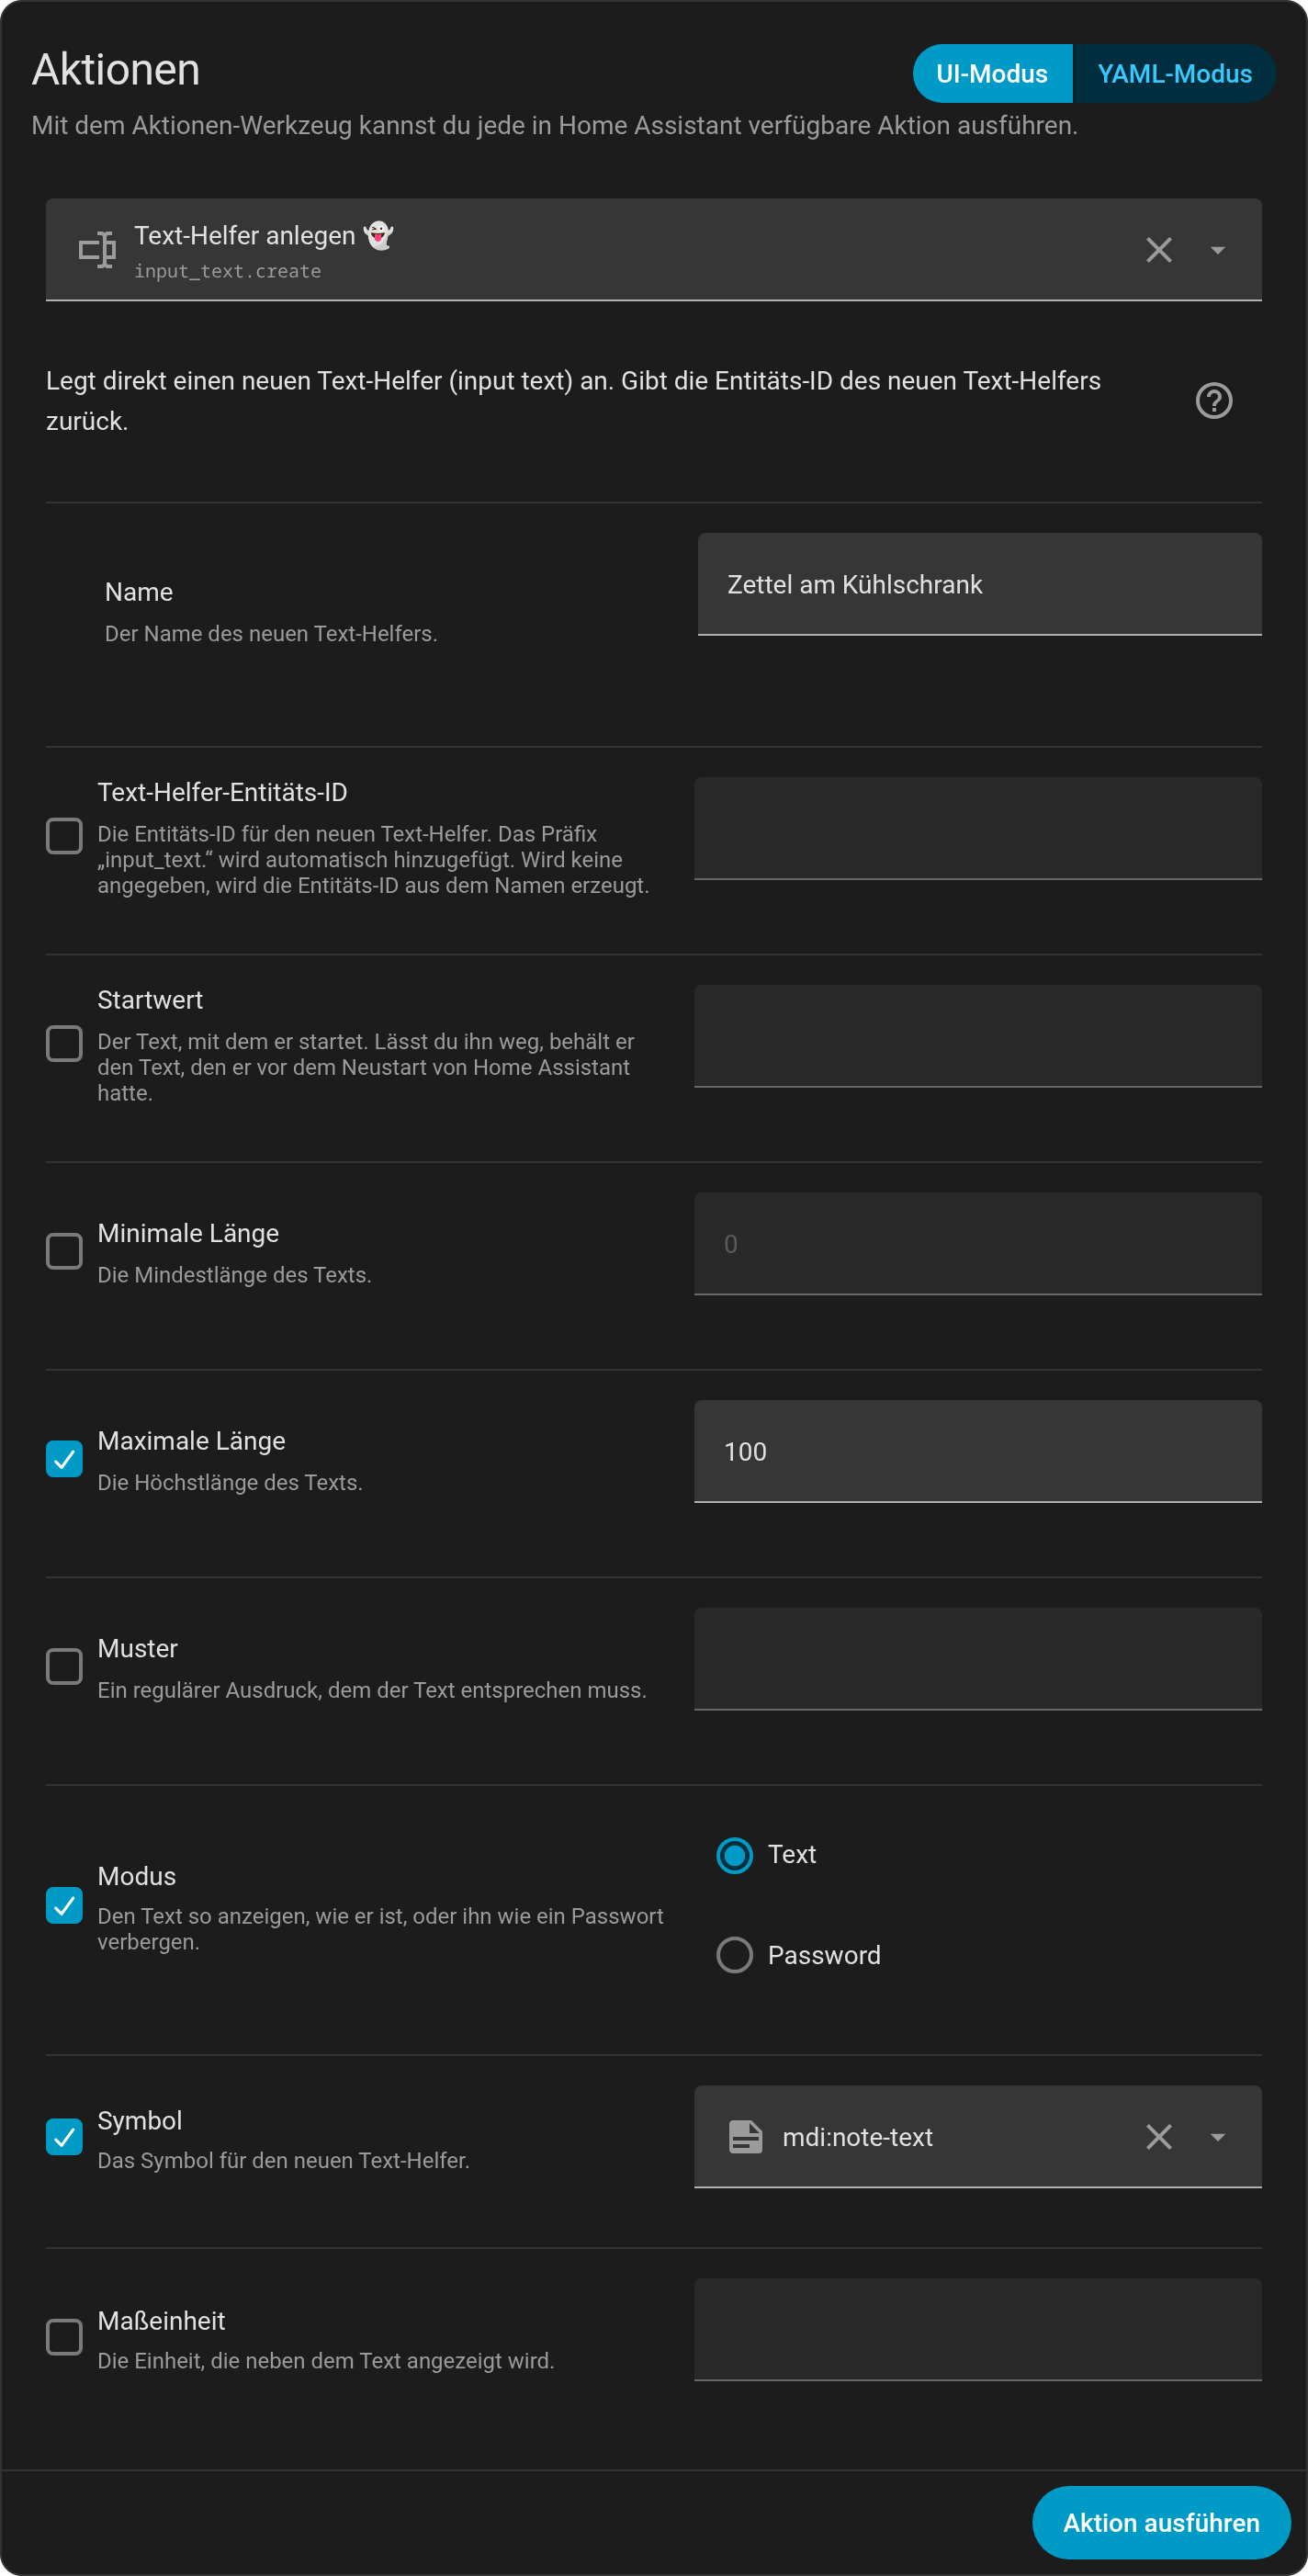 Aktionen
UI-Modus
YAML-Modus
Mit dem Aktionen-Werkzeug kannst du jede in Home Assistant verfügbare Aktion ausführen.
Text-Helfer anlegen 👻
input_text.create
Legt direkt einen neuen Text-Helfer (input text) an. Gibt die Entitäts-ID des neuen Text-Helfers
zurück.
Name
Der Name des neuen Text-Helfers.
Zettel am Kühlschrank
Text-Helfer-Entitäts-ID
Die Entitäts-ID für den neuen Text-Helfer. Das Präfix
„input_text.“ wird automatisch hinzugefügt. Wird keine
angegeben, wird die Entitäts-ID aus dem Namen erzeugt.
Startwert
Der Text, mit dem er startet. Lässt du ihn weg, behält er
den Text, den er vor dem Neustart von Home Assistant
hatte.
Minimale Länge
Die Mindestlänge des Texts.
0
Maximale Länge
Die Höchstlänge des Texts.
100
Muster
Ein regulärer Ausdruck, dem der Text entsprechen muss.
Modus
Den Text so anzeigen, wie er ist, oder ihn wie ein Passwort
verbergen.
Text
Password
Symbol
Das Symbol für den neuen Text-Helfer.
mdi:note-text
Maßeinheit
Die Einheit, die neben dem Text angezeigt wird.
Aktion ausführen